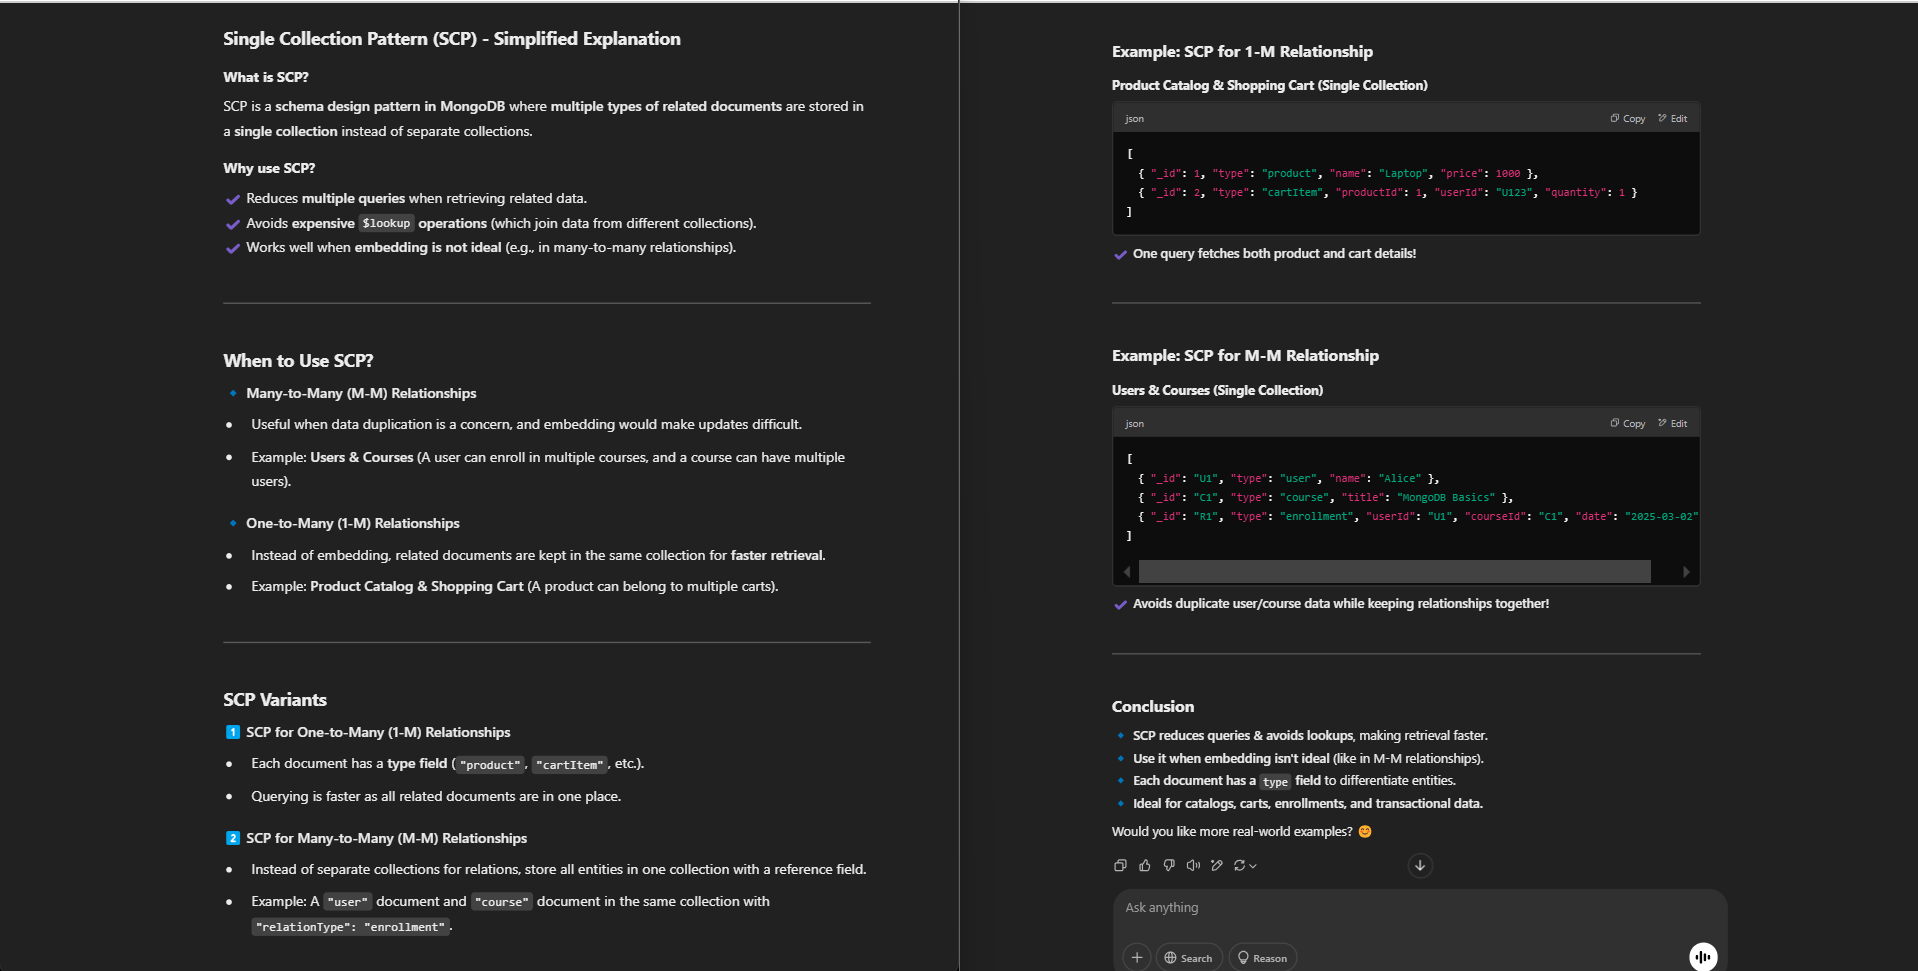 Single Collection Pattern (SCP) - Simplified Explanation
What is SCP?
SCP is a schema design pattern in MongoDB where multiple types of related documents are stored in
a single collection instead of separate collections.
Why use SCP?
✔ Reduces multiple queries when retrieving related data.
✔ Avoids expensive $lookup operations (which join data from different collections).
✔ Works well when embedding is not ideal (e.g., in many-to-many relationships).
When to Use SCP?
🔹 Many-to-Many (M-M) Relationships
• Useful when data duplication is a concern, and embedding would make updates difficult.
• Example: Users & Courses (A user can enroll in multiple courses, and a course can have multiple
users).
🔹 One-to-Many (1-M) Relationships
• Instead of embedding, related documents are kept in the same collection for faster retrieval.
• Example: Product Catalog & Shopping Cart (A product can belong to multiple carts).
SCP Variants
1 SCP for One-to-Many (1-M) Relationships
• Each document has a type field ("product", "cartItem", etc.).
• Querying is faster as all related documents are in one place.
2 SCP for Many-to-Many (M-M) Relationships
• Instead of separate collections for relations, store all entities in one collection with a reference field.
• Example: A "user" document and "course" document in the same collection with
"relationType": "enrollment".
Example: SCP for 1-M Relationship
Product Catalog & Shopping Cart (Single Collection)
json Copy Edit
[
{ "_id": 1, "type": "product", "name": "Laptop", "price": 1000 },
{ "_id": 2, "type": "cartItem", "productId": 1, "userId": "U123", "quantity": 1 }
]
✔ One query fetches both product and cart details!
Example: SCP for M-M Relationship
Users & Courses (Single Collection)
json Copy Edit
[
{ "_id": "U1", "type": "user", "name": "Alice" },
{ "_id": "C1", "type": "course", "title": "MongoDB Basics" },
{ "_id": "R1", "type": "enrollment", "userId": "U1", "courseId": "C1", "date": "2025-03-02"
]
✔ Avoids duplicate user/course data while keeping relationships together!
Conclusion
🔹 SCP reduces queries & avoids lookups, making retrieval faster.
🔹 Use it when embedding isn't ideal (like in M-M relationships).
🔹 Each document has a type field to differentiate entities.
🔹 Ideal for catalogs, carts, enrollments, and transactional data.
Would you like more real-world examples? 😊
Ask anything
Search Reason